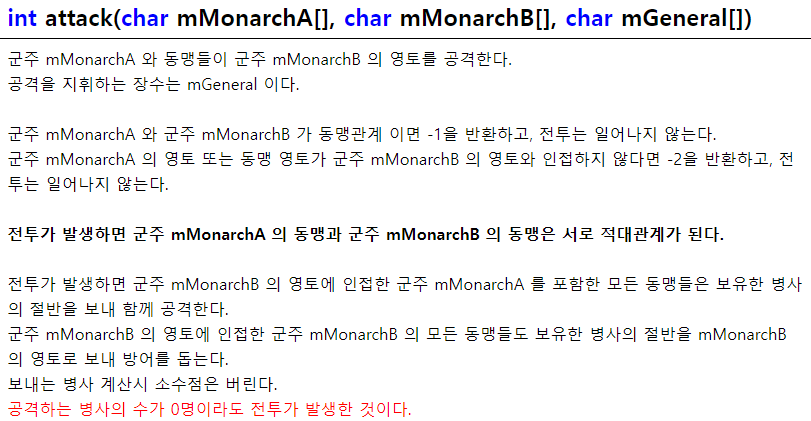 int attack(char mMonarchA[], char mMonarchB[], char mGeneral[])
군주 mMonarchA 와 동맹들이 군주 mMonarchB 의 영토를 공격한다.
공격을 지휘하는 장수는 mGeneral 이다.
군주 mMonarchA 와 군주 mMonarchB 가 동맹관계 이면 -1을 반환하고, 전투는 일어나지 않는다.
군주 mMonarchA 의 영토 또는 동맹 영토가 군주 mMonarchB 의 영토와 인접하지 않다면 -2을 반환하고, 전
투는 일어나지 않는다.
전투가 발생하면 군주 mMonarchA 의 동맹과 군주 mMonarchB 의 동맹은 서로 적대관계가 된다.
전투가 발생하면 군주 mMonarchB 의 영토에 인접한 군주 mMonarchA 를 포함한 모든 동맹들은 보유한 병사
의 절반을 보내 함께 공격한다.
군주 mMonarchB 의 영토에 인접한 군주 mMonarchB 의 모든 동맹들도 보유한 병사의 절반을 mMonarchB
의 영토로 보내 방어를 돕는다.
보내는 병사 계산시 소수점은 버린다.
공격하는 병사의 수가 0명이라도 전투가 발생한 것이다.